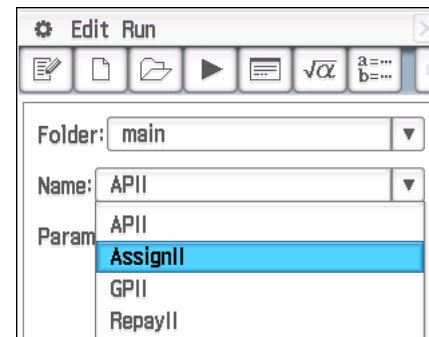 Edit Run
√α a=… b=…
Folder: main
Name: APII
Param
APII
AssignII
GPII
RepayII